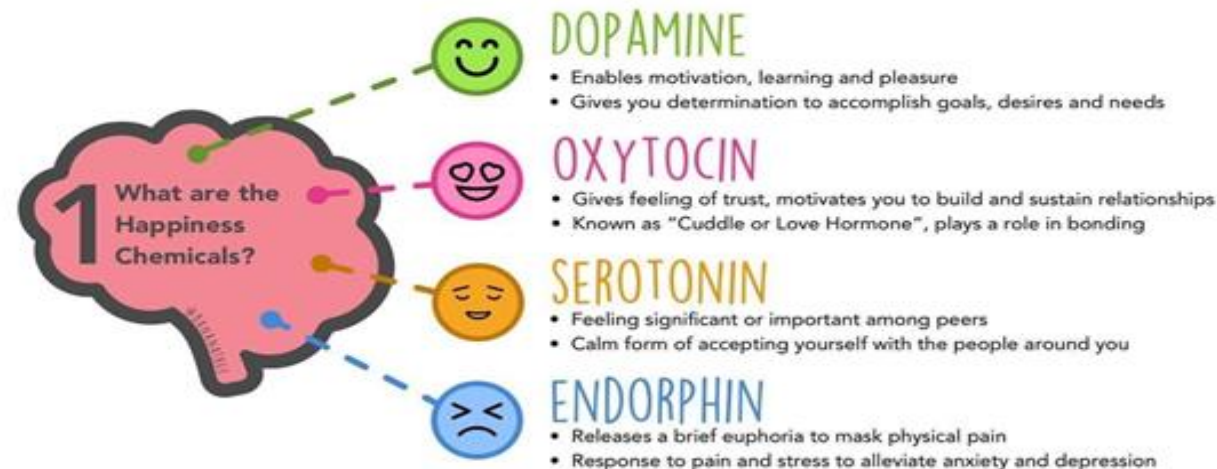 1 What are the
Happiness
Chemicals?
DOPAMINE
• Enables motivation, learning and pleasure
• Gives you determination to accomplish goals, desires and needs
OXYTOCIN
• Gives feeling of trust, motivates you to build and sustain relationships
• Known as “Cuddle or Love Hormone”, plays a role in bonding
SEROTONIN
• Feeling significant or important among peers
• Calm form of accepting yourself with the people around you
ENDORPHIN
• Releases a brief euphoria to mask physical pain
• Response to pain and stress to alleviate anxiety and depression